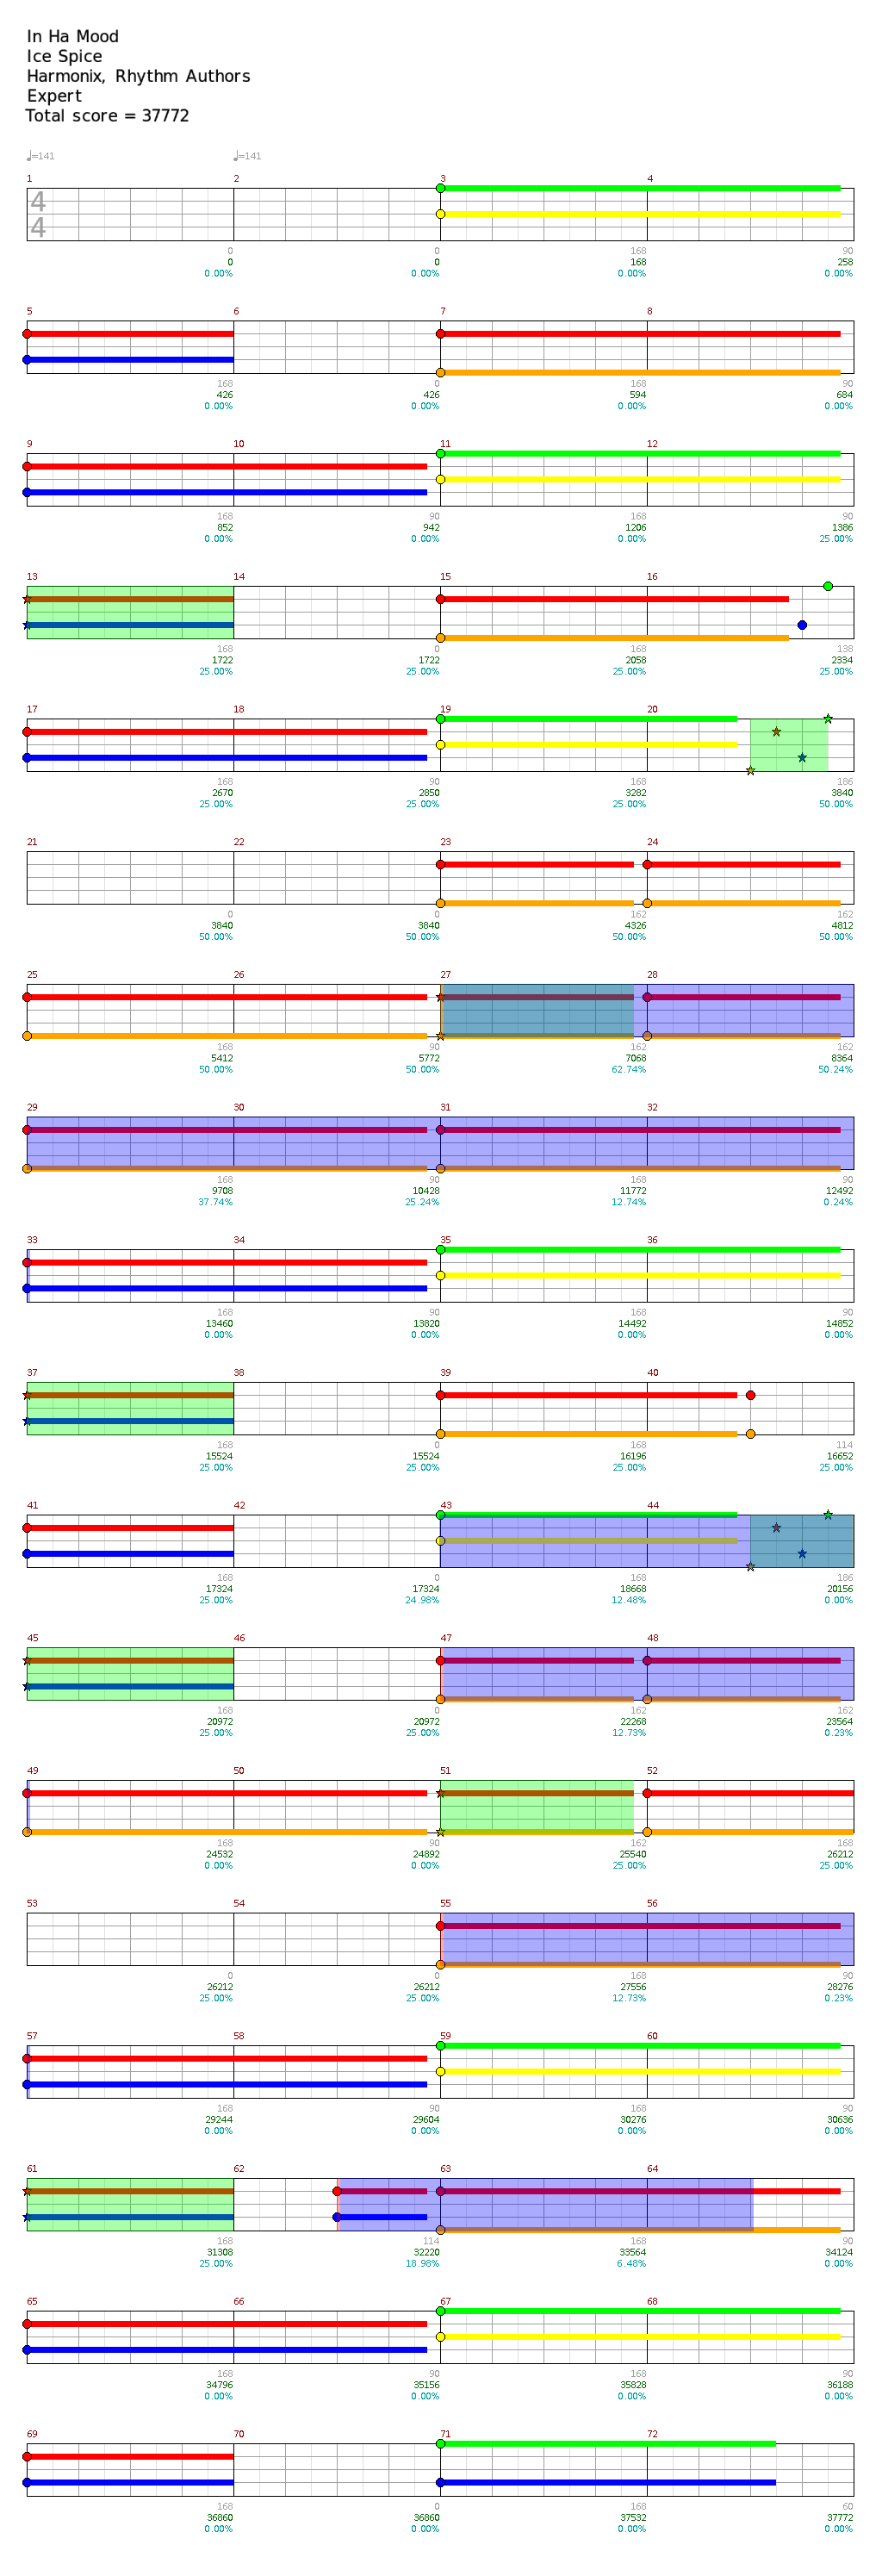 In Ha Mood
Ice Spice
Harmonix, Rhythm Authors
Expert
Total score = 37772
♩=141 ♩=141
1 2 3 4
4
4
0 0 168 90
0 0 168 258
0.00% 0.00% 0.00% 0.00%
5 6 7 8
168 0 168 90
426 426 594 684
0.00% 0.00% 0.00% 0.00%
9 10 11 12
168 90 168 90
852 942 1206 1386
0.00% 0.00% 0.00% 25.00%
13 14 15 16
168 0 168 138
1722 1722 2058 2334
25.00% 25.00% 25.00% 25.00%
17 18 19 20
168 90 168 186
2670 2850 3282 3840
25.00% 25.00% 25.00% 50.00%
21 22 23 24
0 0 162 162
3840 3840 4326 4812
50.00% 50.00% 50.00% 50.00%
25 26 27 28
168 90 162 162
5412 5772 7068 8364
50.00% 50.00% 62.74% 50.24%
29 30 31 32
168 90 168 90
9708 10428 11772 12492
37.74% 25.24% 12.74% 0.24%
33 34 35 36
168 90 168 90
13460 13820 14492 14852
0.00% 0.00% 0.00% 0.00%
37 38 39 40
168 0 168 114
15524 15524 16196 16652
25.00% 25.00% 25.00% 25.00%
41 42 43 44
168 0 168 186
17324 17324 18668 20156
25.00% 24.98% 12.48% 0.00%
45 46 47 48
168 0 162 162
20972 20972 22268 23564
25.00% 25.00% 12.73% 0.23%
49 50 51 52
168 90 162 168
24532 24892 25540 26212
0.00% 0.00% 25.00% 25.00%
53 54 55 56
0 0 168 90
26212 26212 27556 28276
25.00% 25.00% 12.73% 0.23%
57 58 59 60
168 90 168 90
29244 29604 30276 30636
0.00% 0.00% 0.00% 0.00%
61 62 63 64
168 114 168 90
31308 32220 33564 34124
25.00% 18.98% 6.48% 0.00%
65 66 67 68
168 90 168 90
34796 35156 35828 36188
0.00% 0.00% 0.00% 0.00%
69 70 71 72
168 0 168 60
36860 36860 37532 37772
0.00% 0.00% 0.00% 0.00%